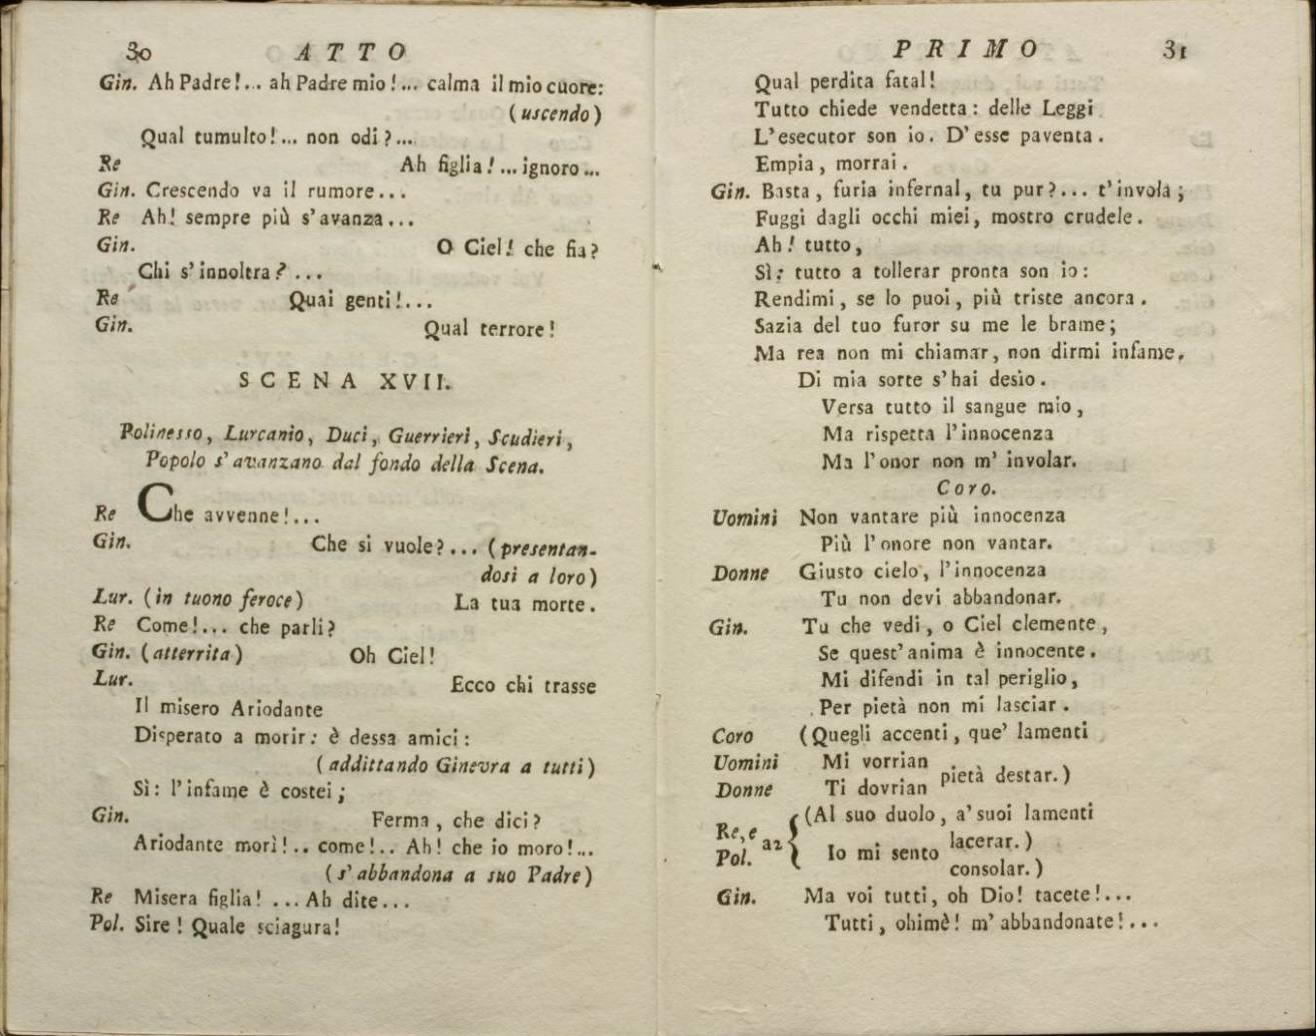 30 ATTO
Gin. Ah Padre!... ah Padre mio!... calma il mio cuore:
(uscendo)
Qual tumulto!... non odi?...
Re Ah figlia!... ignoro...
Gin. Crescendo va il rumore...
Re Ah! sempre più s'avanza...
Gin. O Ciel! che fia?
Chi s'innoltra? ...
Re Quai genti!...
Gin. Qual terrore!
SCENA XVII.
Polinesso, Lurcanio, Duci, Guerrieri, Scudieri,
Popolo s'avanzano dal fondo della Scena.
Re Che avvenne!...
Gin. Che si vuole?... (presentan-
dosi a loro)
Lur. (in tuono feroce) La tua morte.
Re Come!... che parli?
Gin. (atterrita) Oh Ciel!
Lur. Ecco chi trasse
Il misero Ariodante
Disperato a morir: è dessa amici:
(addittando Ginevra a tutti)
Sì: l'infame è costei;
Gin. Ferma, che dici?
Ariodante morì!.. come!.. Ah! che io moro!...
(s'abbandona a suo Padre)
Re Misera figlia! ...Ah dite...
Pol. Sire! Quale sciagura!
PRIMO 31
Qual perdita fatal!
Tutto chiede vendetta: delle Leggi
L'esecutor son io. D'esse paventa.
Empia, morrai.
Gin. Basta, furia infernal, tu pur?... t'invola;
Fuggi dagli occhi miei, mostro crudele.
Ah! tutto,
Sì: tutto a tollerar pronta son io:
Rendimi, se lo puoi, più triste ancora.
Sazia del tuo furor su me le brame;
Ma rea non mi chiamar, non dirmi infame.
Di mia sorte s'hai desìo.
Versa tutto il sangue mio,
Ma rispetta l'innocenza
Ma l'onor non m'involar.
Coro.
Uomini Non vantare più innocenza
Più l'onore non vantar.
Donne Giusto cielo, l'innocenza
Tu non devi abbandonar.
Gin. Tu che vedi, o Ciel clemente,
Se quest'anima è innocente.
Mi difendi in tal periglio,
Per pietà non mi lasciar.
Coro (Quegli accenti, que' lamenti
Uomini Mi vorrian
pietà destar.)
Donne Ti dovrian
(Al suo duolo, a'suoi lamenti
Re, e
a2 { Io mi sento lacerar.)
Pol.
consolar.)
Gin. Ma voi tutti, oh Dio! tacete!...
Tutti, ohimè! m'abbandonate!...